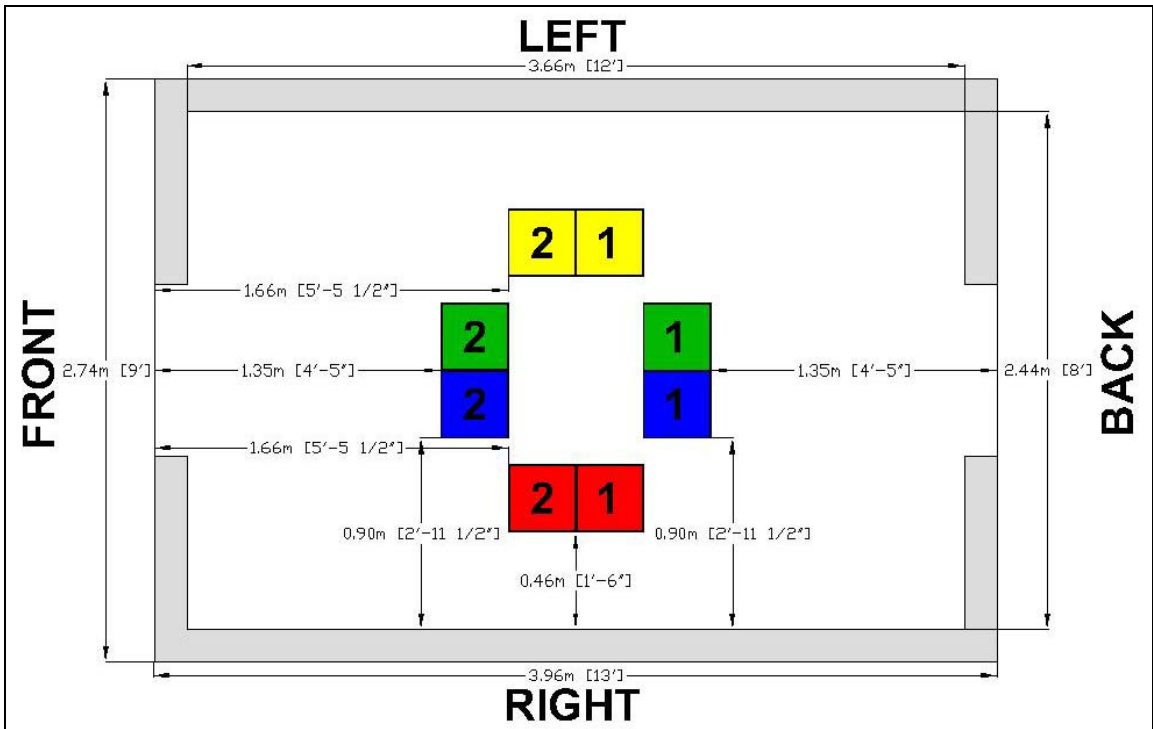 LEFT
3.66m [12']
2 1
1.66m [5'-5 1/2"]
2 1
FRONT
2.74m [9']
1.35m [4'-5"]
1.35m [4'-5"]
2.44m [8']
BACK
2 1
1.66m [5'-5 1/2"]
2 1
0.90m [2'-11 1/2"]
0.90m [2'-11 1/2"]
0.46m [1'-6"]
3.96m [13']
RIGHT